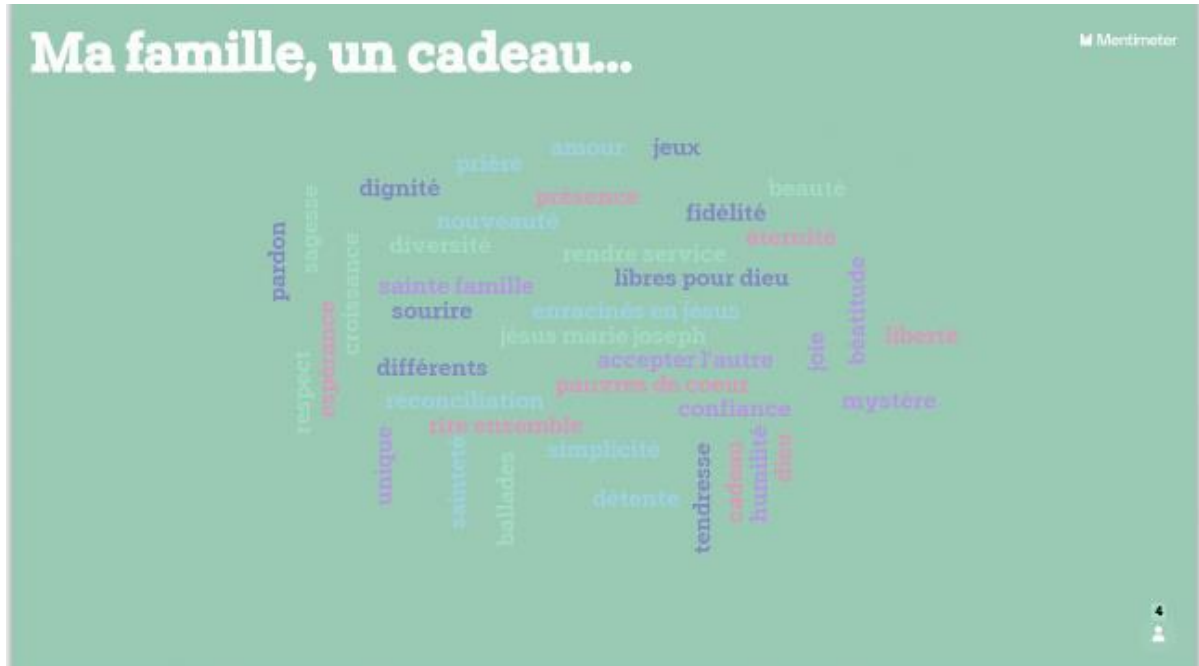 Ma famille, un cadeau...
Mentimeter
amour
jeux
prière
dignité
présence
beauté
sagesse
nouveauté
fidélité
pardon
diversité
éternité
rendre service
croissance
libres pour dieu
sainte famille
béatitude
sourire
enracinés en jésus
espérance
jésus marie joseph
liberté
joie
respect
accepter l'autre
différents
pauvres de coeur
réconciliation
confiance
mystère
rire ensemble
unique
sainteté
simplicité
ballades
détente
tendresse
cadeau
humilité
dieu
4